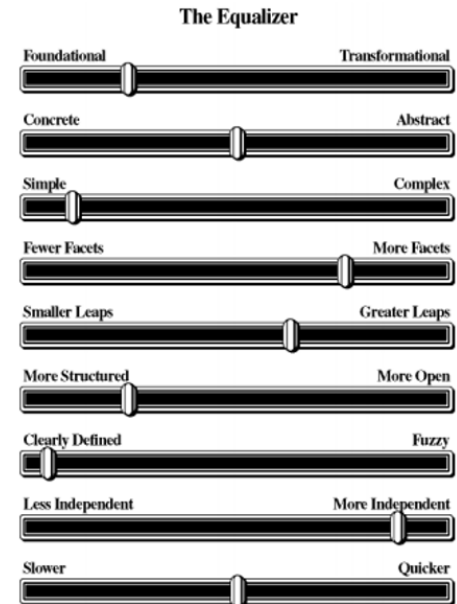 The Equalizer
Foundational Transformational
Concrete Abstract
Simple Complex
Fewer Facets More Facets
Smaller Leaps Greater Leaps
More Structured More Open
Clearly Defined Fuzzy
Less Independent More Independent
Slower Quicker